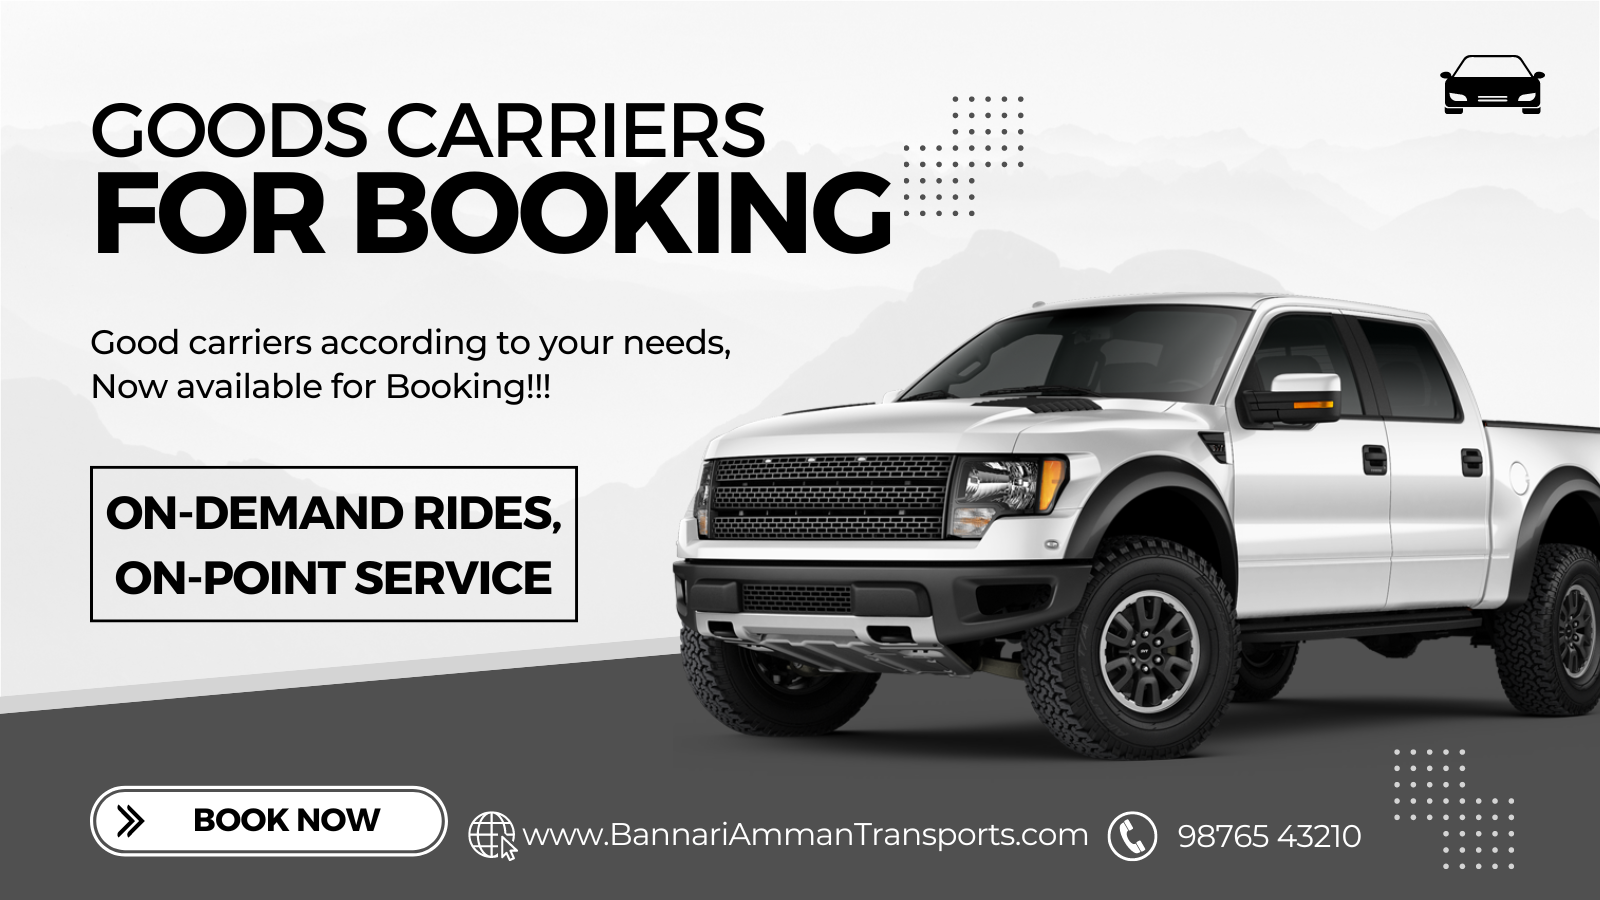 GOODS CARRIERS
FOR BOOKING
Good carriers according to your needs,
Now available for Booking!!!
ON-DEMAND RIDES,
ON-POINT SERVICE
BOOK NOW
www.BannariAmmanTransports.com
98765 43210